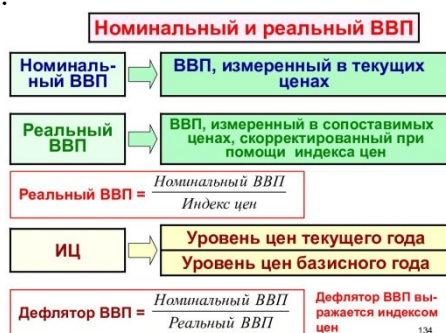 Номинальный и реальный ВВП
Номиналь-
ный ВВП
ВВП, измеренный в текущих
ценах
Реальный
ВВП
ВВП, измеренный в сопоставимых
ценах, скорректированный при
помощи индекса цен
Реальный ВВП = Номинальный ВВП
Индекс цен
ИЦ
Уровень цен текущего года
Уровень цен базисного года
Дефлятор ВВП = Номинальный ВВП
Реальный ВВП
Дефлятор ВВП вы-
ражается индексом
цен
134